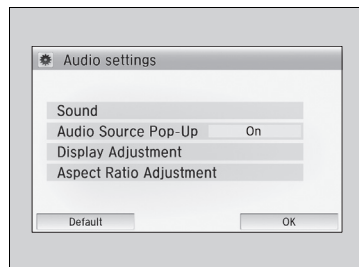 Audio settings
Sound
Audio Source Pop-Up On
Display Adjustment
Aspect Ratio Adjustment
Default OK